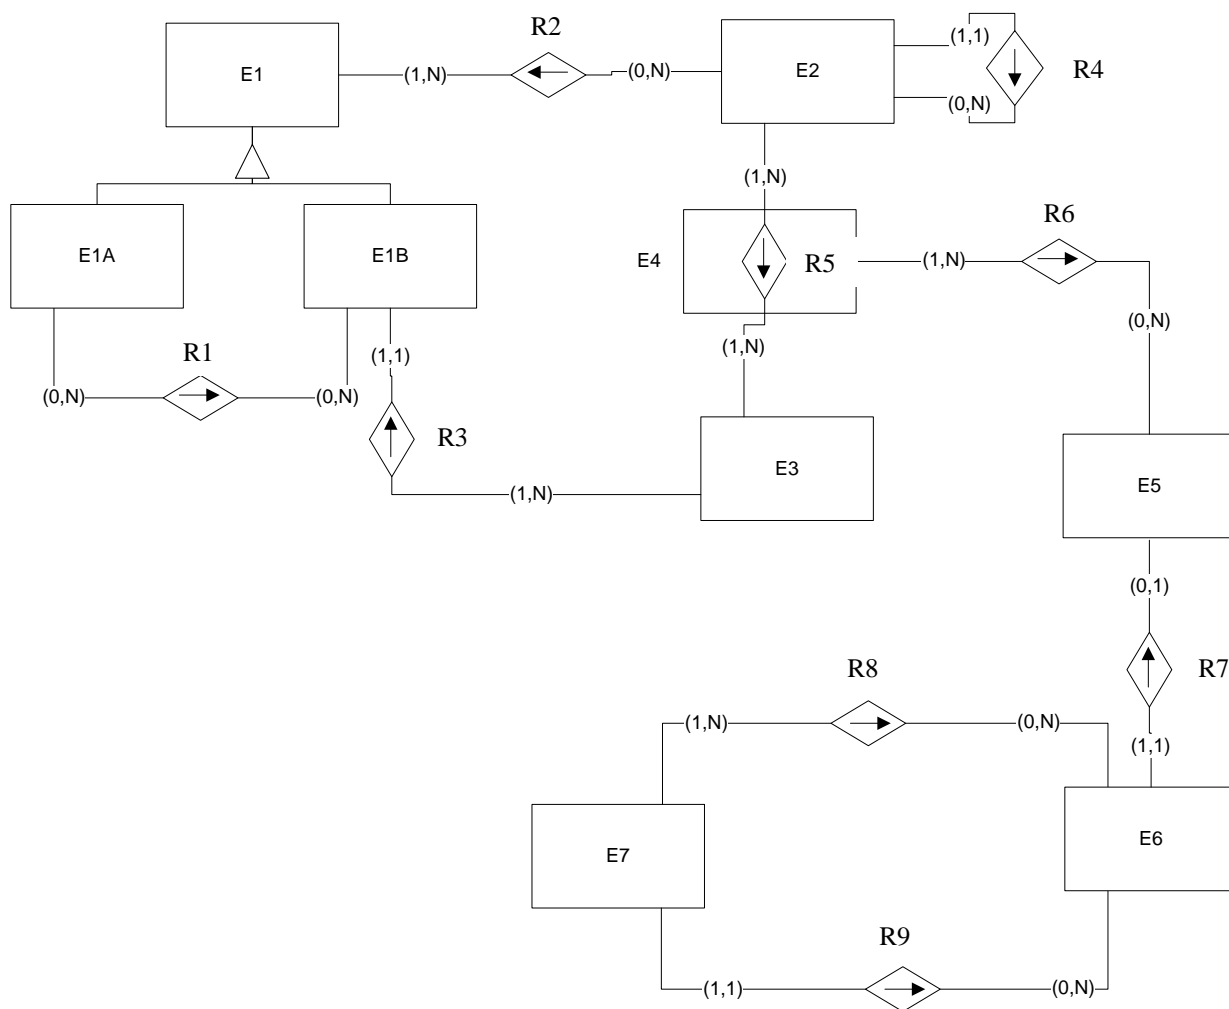 R2
E1
(1,N)
(0,N)
E2
(1,1)
R4
(0,N)
(1,N)
E1A
E1B
E4
R5
(1,N)
R6
(0,N)
R1
(1,1)
(1,N)
(0,N)
(0,N)
R3
E3
(1,N)
E5
(0,1)
R8
R7
(1,N)
(0,N)
(1,1)
E7
E6
R9
(1,1)
(0,N)